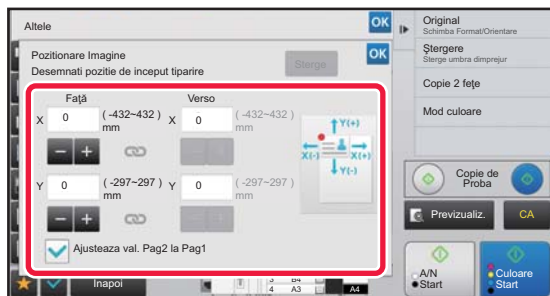 Altele
OK
Pozitionare Imagine
Desemnati pozitie de inceput tiparire
Sterge
OK
Față
Verso
X 0 ( -432~432 ) mm
X 0 ( -432~432 ) mm
Y(+)
X(-)
X(+)
Y(-)
Y 0 ( -297~297 ) mm
Y 0 ( -297~297 ) mm
Ajusteaza val. Pag2 la Pag1
Inapoi
3 B4
4 A3
A4
Original
Schimba Format/Orientare
Ştergere
Sterge umbra dimprejur
Copie 2 feţe
Mod culoare
Copie de
Proba
Previzualiz.
CA
A/N
Start
Culoare
Start